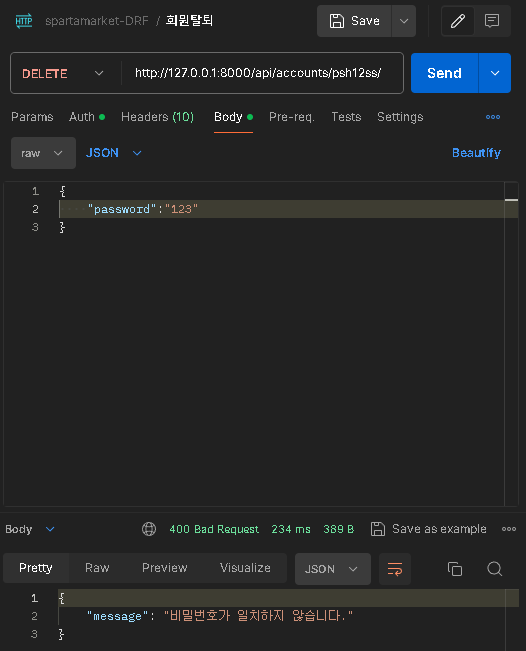 HTTP spartamarket-DRF / 회원탈퇴 Save
DELETE http://127.0.0.1:8000/api/accounts/psh12ss/ Send
Params Auth Headers (10) Body Pre-req. Tests Settings
raw JSON Beautify
1 {
2 "password":"123"
3 }
Body 400 Bad Request 234 ms 389 B Save as example
Pretty Raw Preview Visualize JSON
1 {
2 "message": "비밀번호가 일치하지 않습니다."
3 }